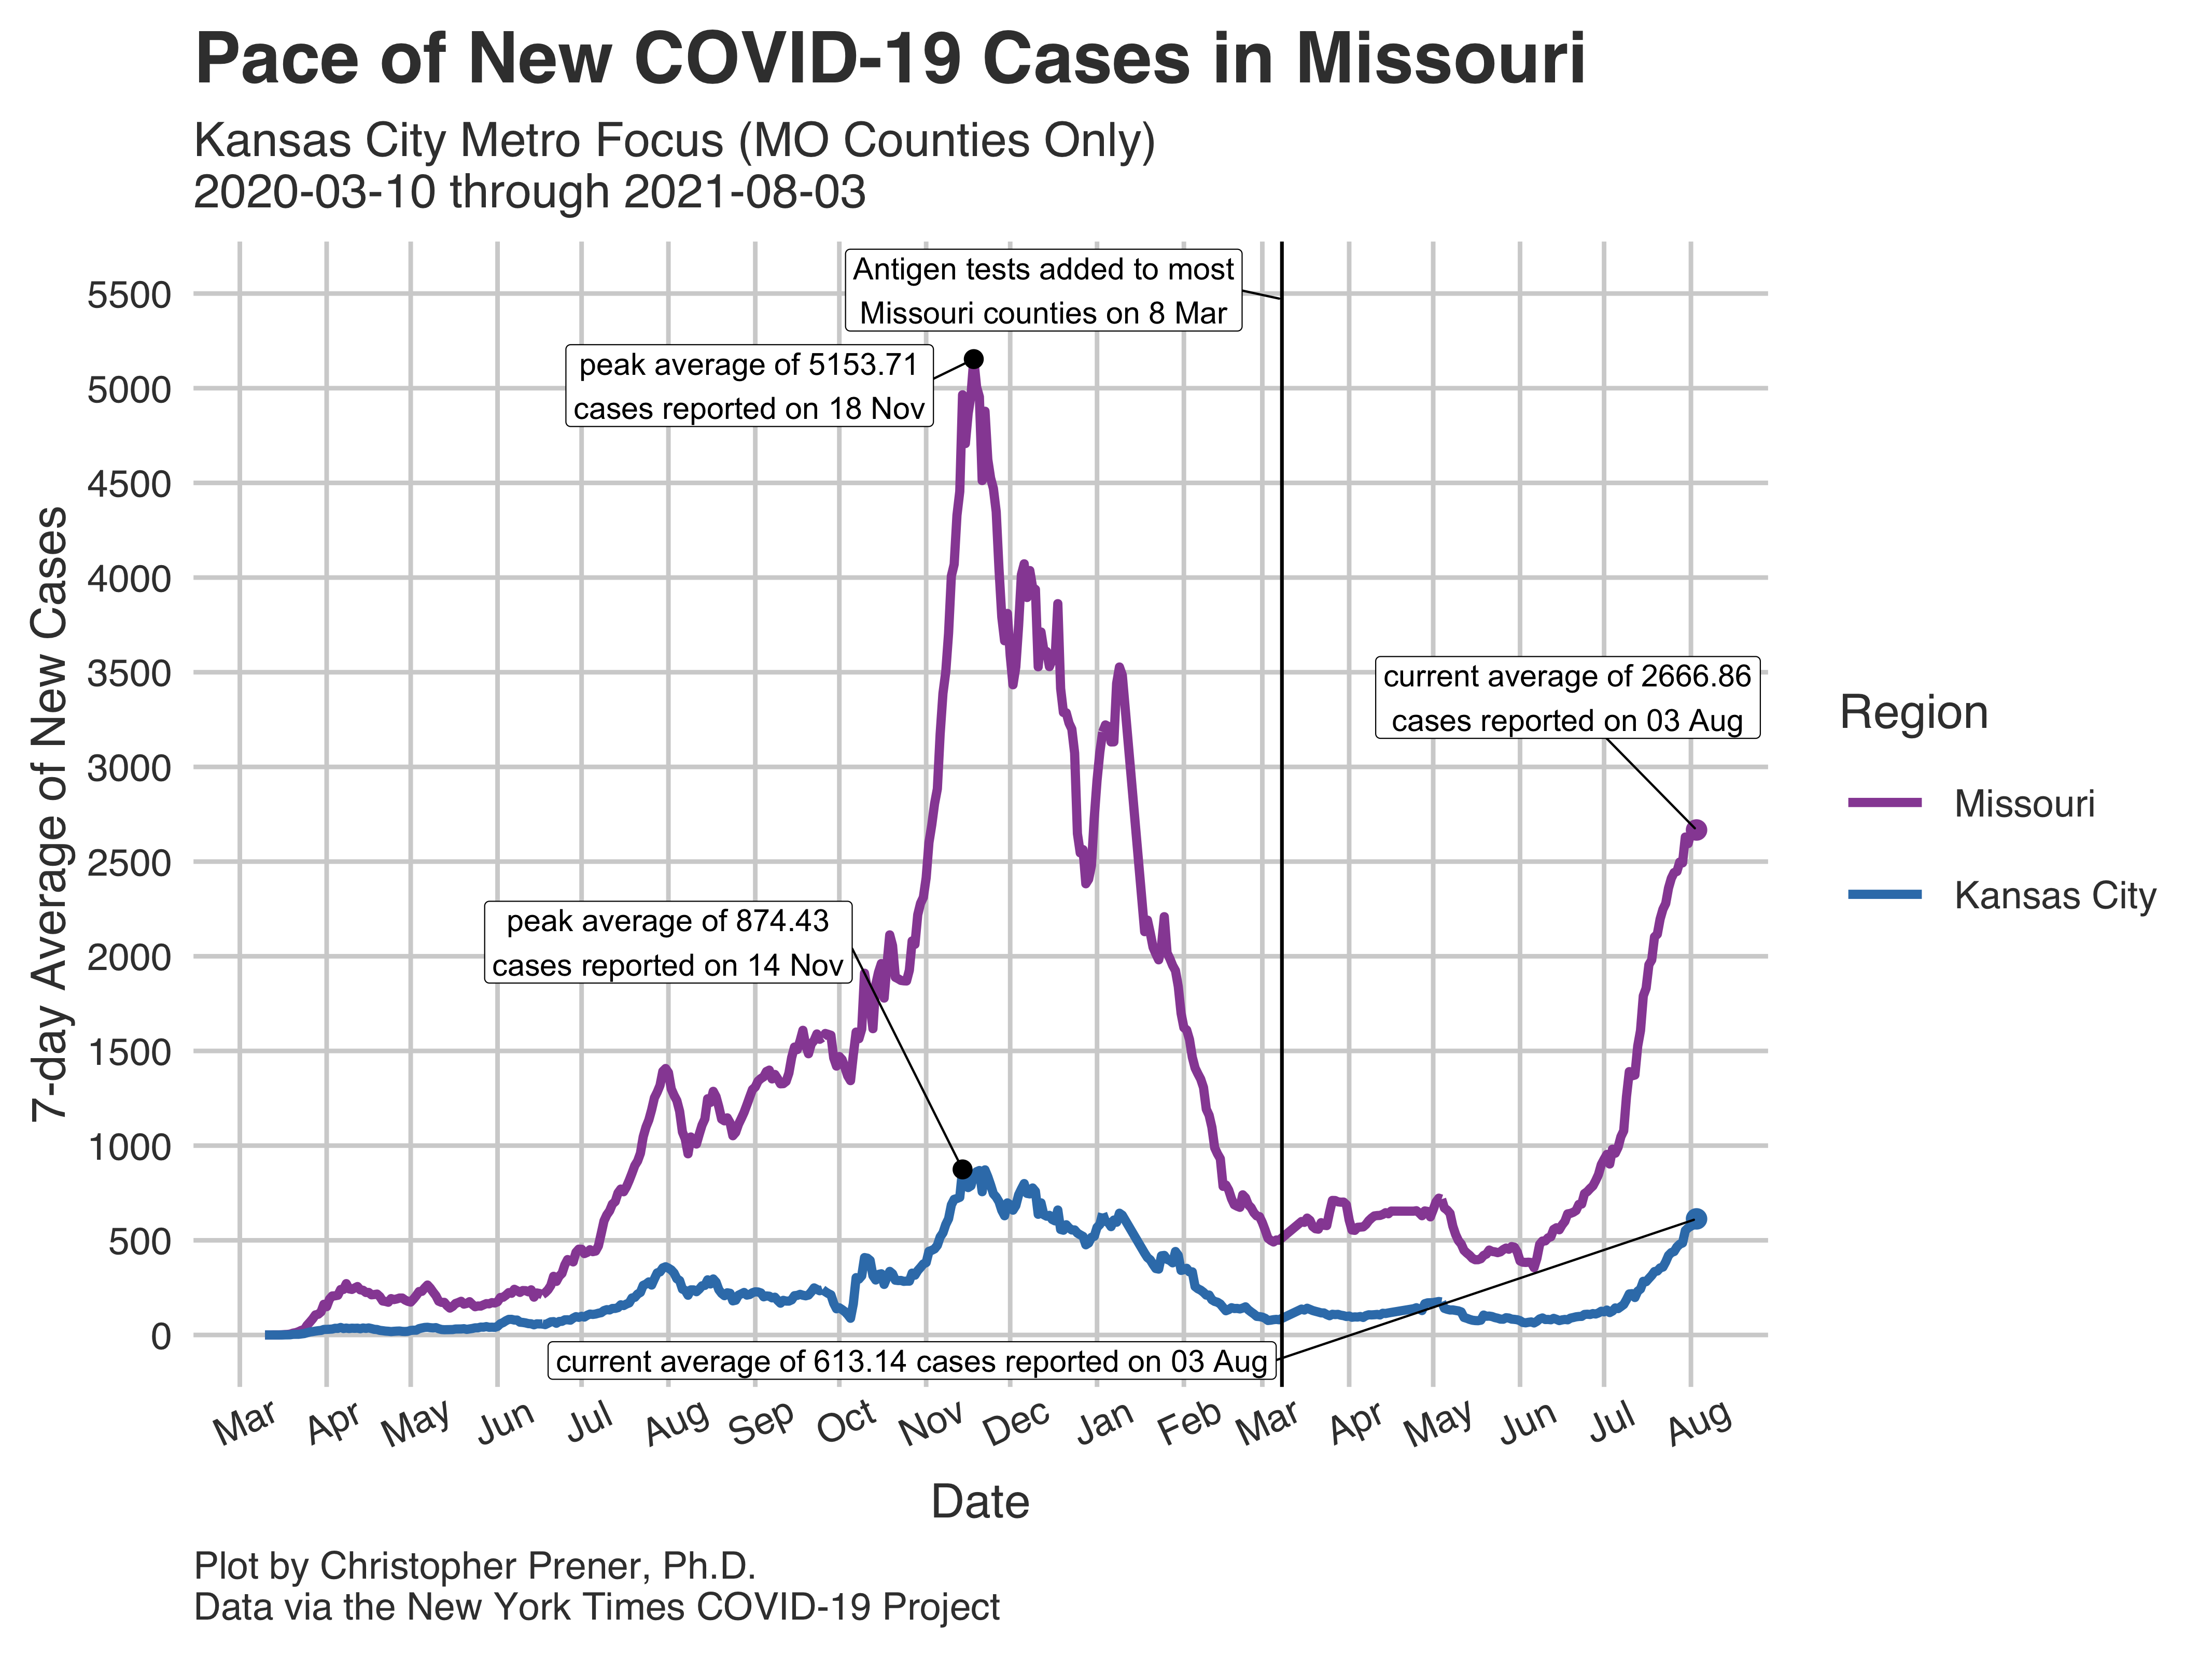 Pace of New COVID-19 Cases in Missouri
Kansas City Metro Focus (MO Counties Only)
2020-03-10 through 2021-08-03
Antigen tests added to most
Missouri counties on 8 Mar
peak average of 5153.71
cases reported on 18 Nov
current average of 2666.86
cases reported on 03 Aug
peak average of 874.43
cases reported on 14 Nov
current average of 613.14 cases reported on 03 Aug
7-day Average of New Cases
5500
5000
4500
4000
3500
3000
2500
2000
1500
1000
500
0
Mar Apr May Jun Jul Aug Sep Oct Nov Dec Jan Feb Mar Apr May Jun Jul Aug
Date
Region
Missouri
Kansas City
Plot by Christopher Prener, Ph.D.
Data via the New York Times COVID-19 Project